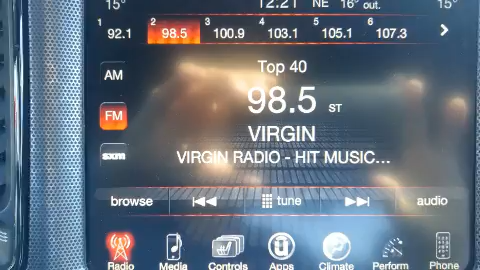 15° 12:21 NE 16° out. 15°
1 92.1 2 98.5 3 100.9 4 103.1 5 105.1 6 107.3
AM
Top 40
98.5 ST
FM
VIRGIN
sxm
VIRGIN RADIO - HIT MUSIC...
browse tune audio
Radio Media Controls Apps Climate Perform Phone